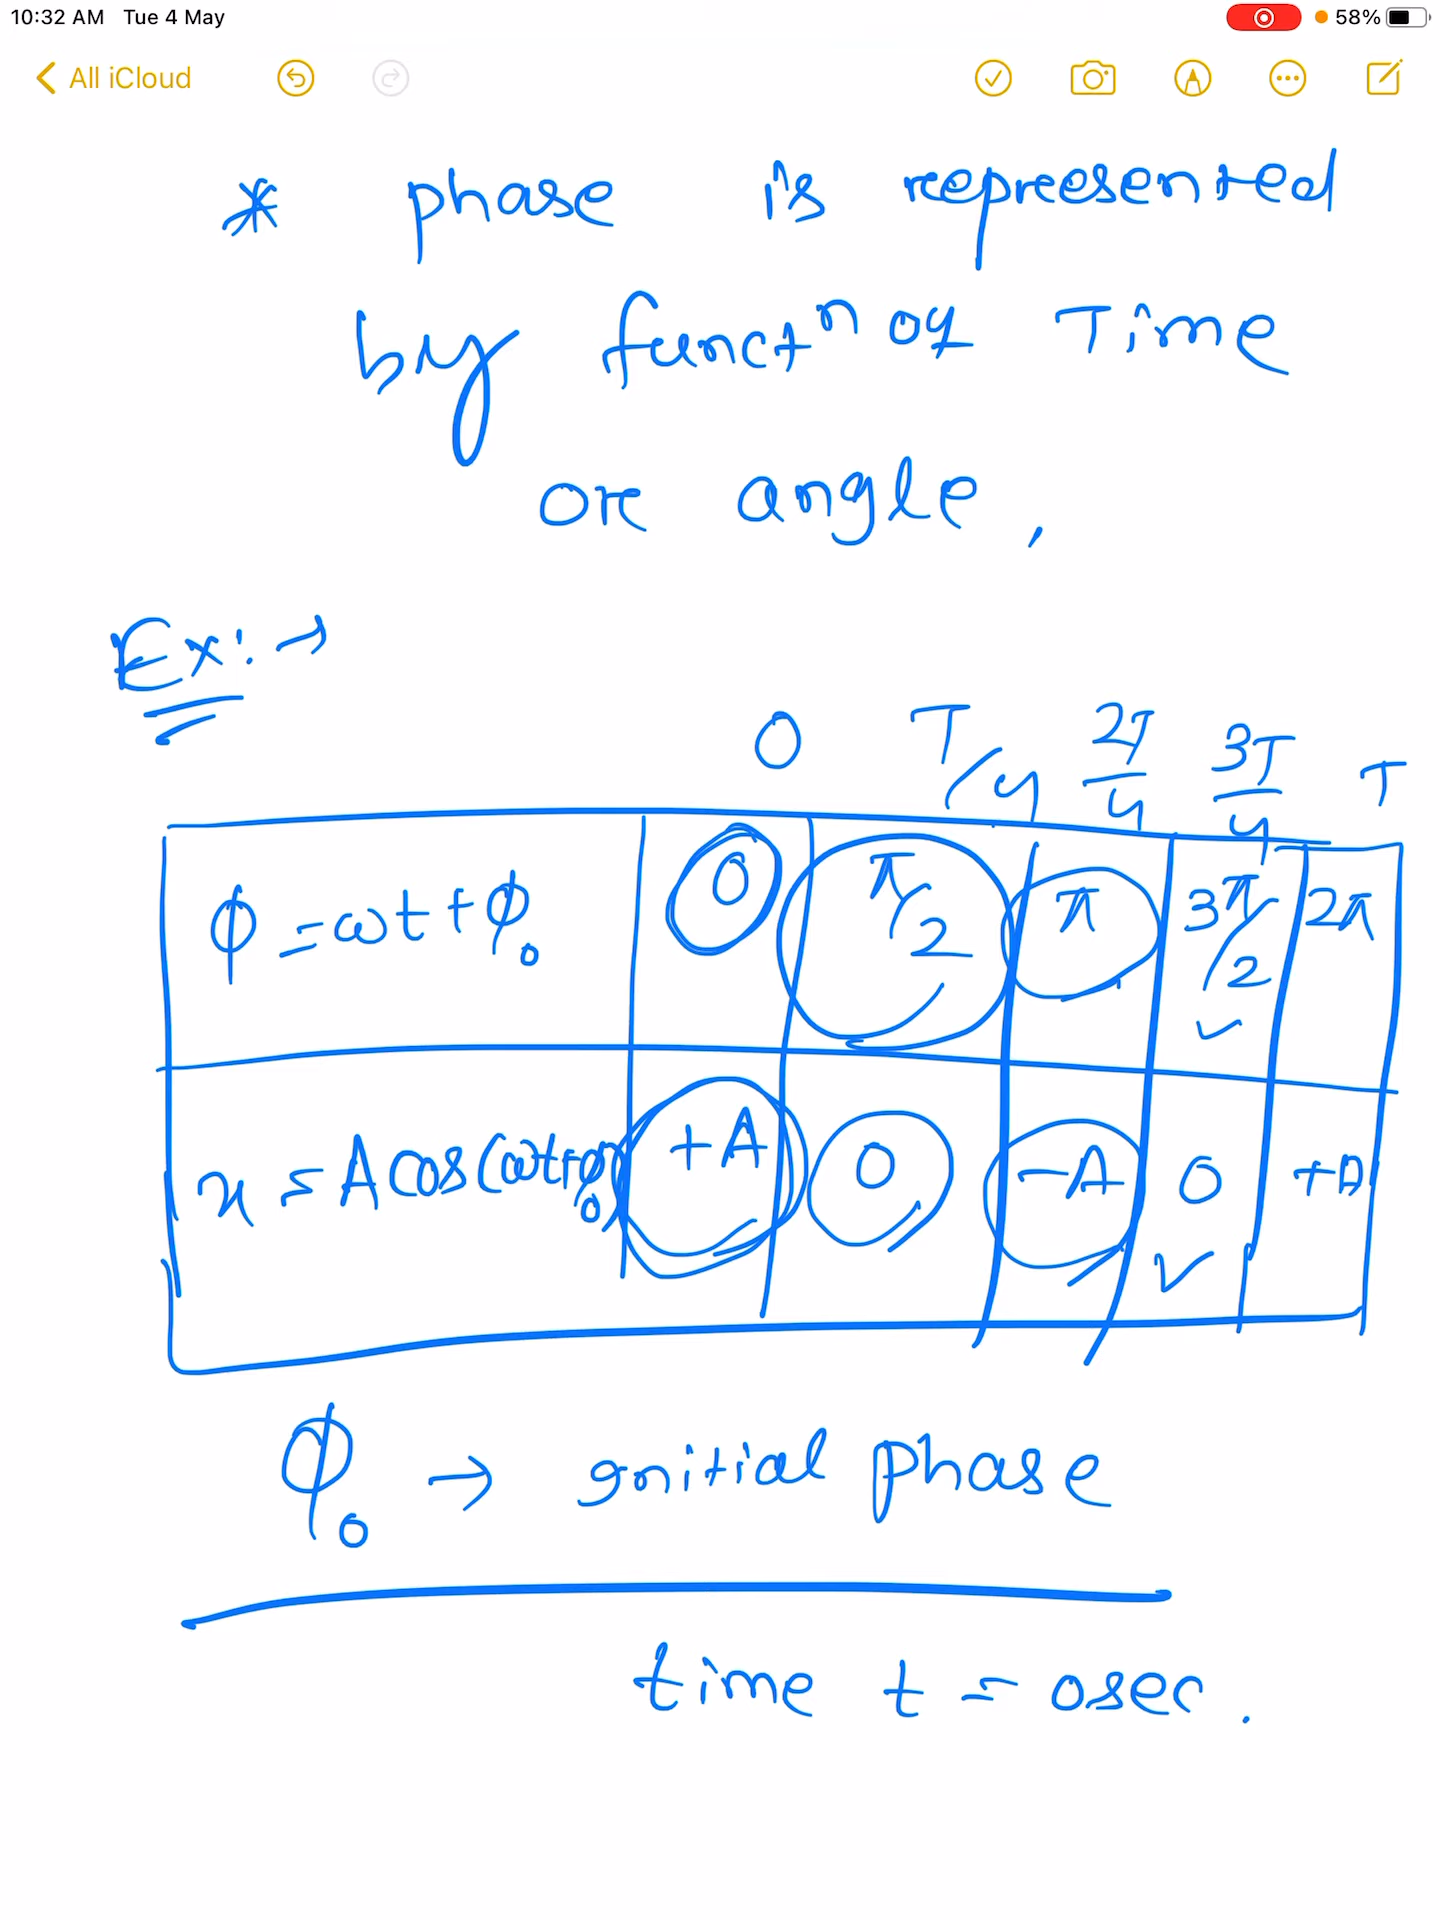 10:32 AM Tue 4 May 58%
All iCloud
* phase is represented
by functⁿ of Time
or angle,
Ex: →
0 T/4 2T/4 3T/4 T
ϕ = ωt + ϕ₀ 0 π/2 π 3π/2 2π
x = A cos(ωt+ϕ₀) +A 0 -A 0 +A
ϕ₀ → Initial phase
time t = 0sec.